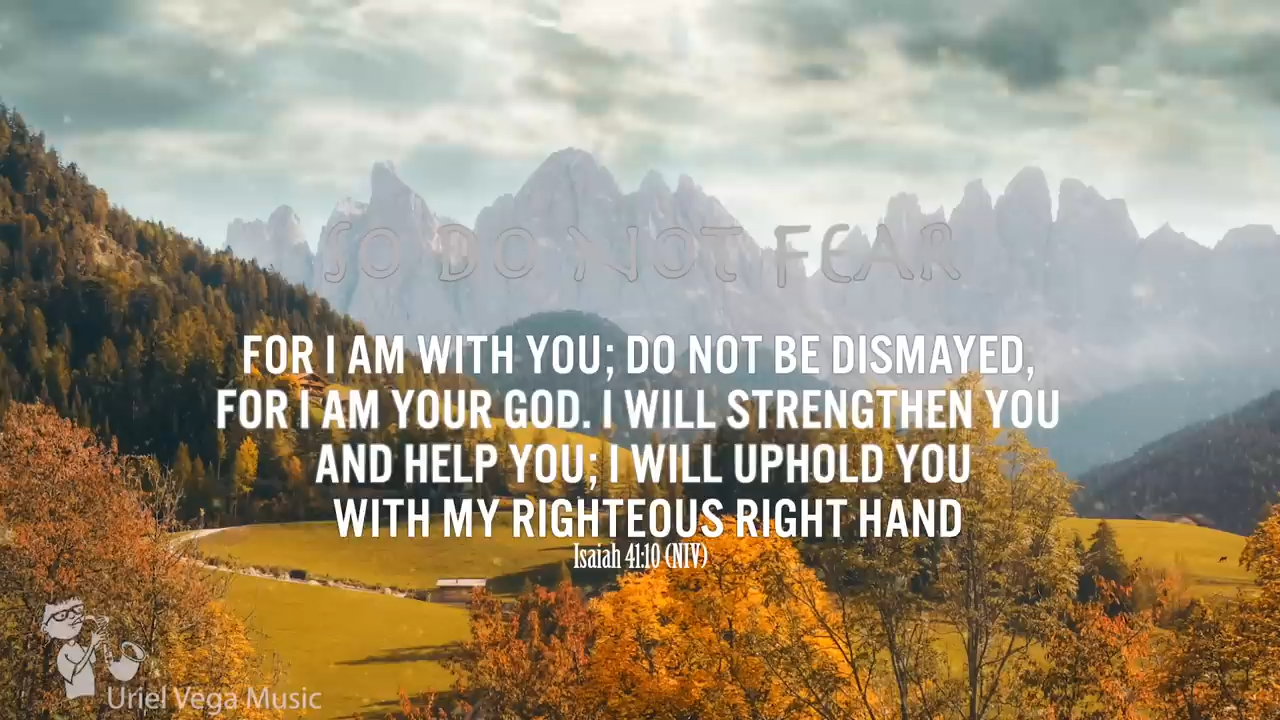 SO DO NOT FEAR
FOR I AM WITH YOU; DO NOT BE DISMAYED,
FOR I AM YOUR GOD. I WILL STRENGTHEN YOU
AND HELP YOU; I WILL UPHOLD YOU
WITH MY RIGHTEOUS RIGHT HAND
Isaiah 41:10 (NIV)
Uriel Vega Music